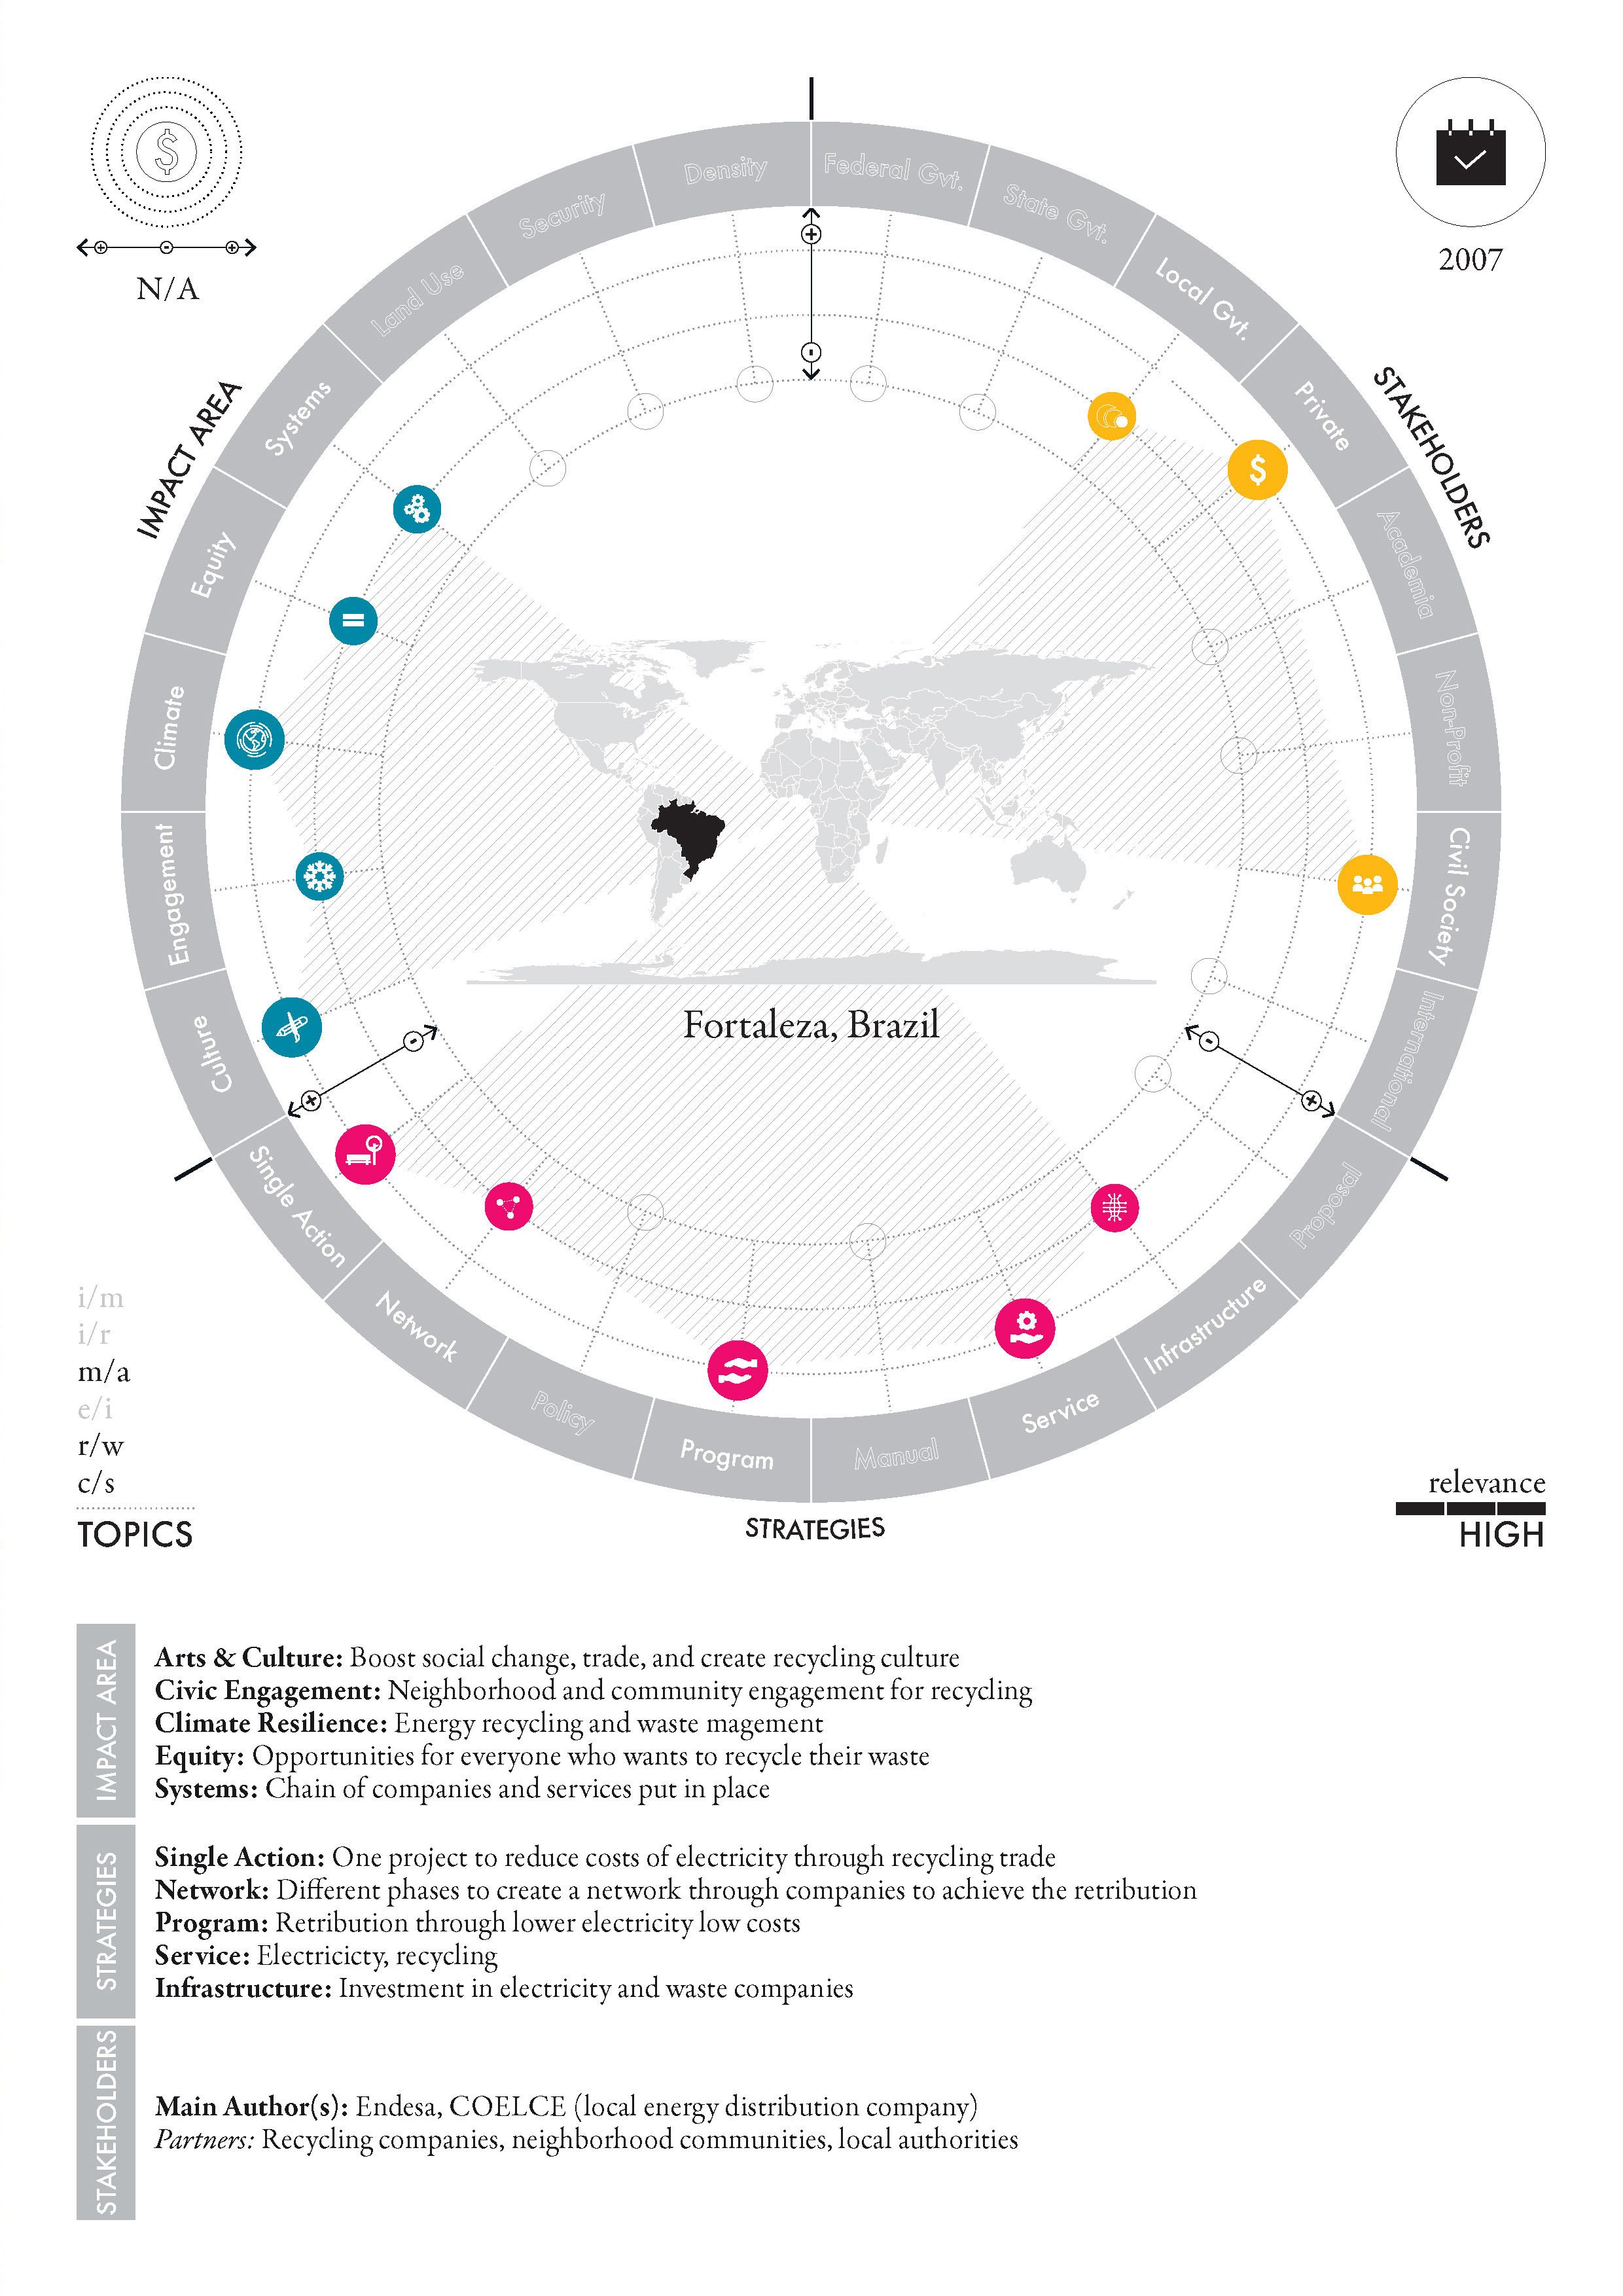 $
N/A
2007
IMPACT AREA
STAKEHOLDERS
Density
Security
Land Use
Systems
Equity
Climate
Engagement
Culture
Federal Gvt.
State Gvt.
Local Gvt.
Private
Academia
Non-Profit
Civil Society
International
$
Fortaleza, Brazil
Single Action
Network
Policy
Program
Manual
Service
Infrastructure
Proposal
STRATEGIES
i/m
i/r
m/a
e/i
r/w
c/s
TOPICS
relevance
HIGH
IMPACT AREA
Arts & Culture: Boost social change, trade, and create recycling culture
Civic Engagement: Neighborhood and community engagement for recycling
Climate Resilience: Energy recycling and waste magement
Equity: Opportunities for everyone who wants to recycle their waste
Systems: Chain of companies and services put in place
STRATEGIES
Single Action: One project to reduce costs of electricity through recycling trade
Network: Different phases to create a network through companies to achieve the retribution
Program: Retribution through lower electricity low costs
Service: Electricicty, recycling
Infrastructure: Investment in electricity and waste companies
STAKEHOLDERS
Main Author(s): Endesa, COELCE (local energy distribution company)
Partners: Recycling companies, neighborhood communities, local authorities